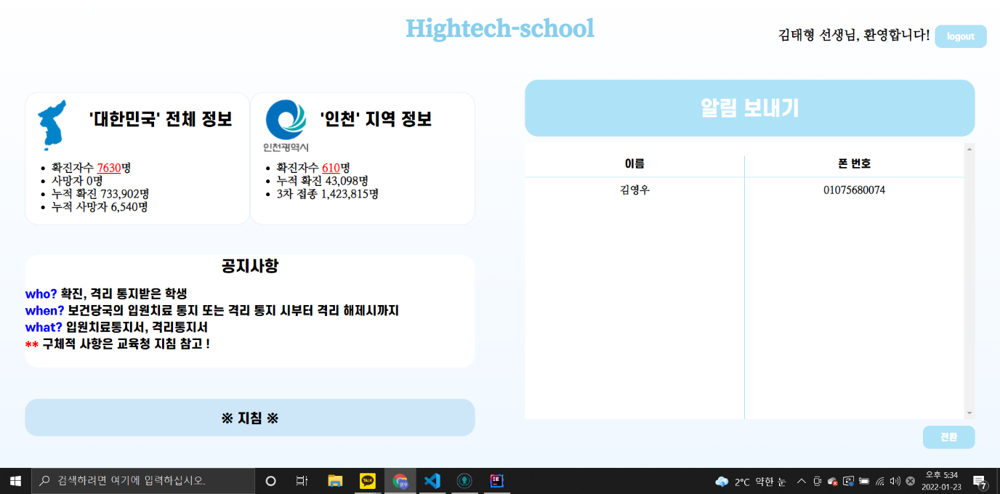 Hightech-school
김태형 선생님, 환영합니다!
logout
'대한민국' 전체 정보
확진자수 7630명
사망자 0명
누적 확진 733,902명
누적 사망자 6,540명
인천광역시
'인천' 지역 정보
확진자수 610명
누적 확진 43,098명
3차 접종 1,423,815명
공지사항
who? 확진, 격리 통지받은 학생
when? 보건당국의 입원치료 통지 또는 격리 통지 시부터 격리 해제시까지
what? 입원치료통지서, 격리통지서
** 구체적 사항은 교육청 지침 참고 !
※ 지침 ※
알림 보내기
이름 폰 번호
김영우 01075680074
전환
검색하려면 여기에 입력하십시오.
TALK
IE
2°C 약한 눈
오후 5:34
2022-01-23
7